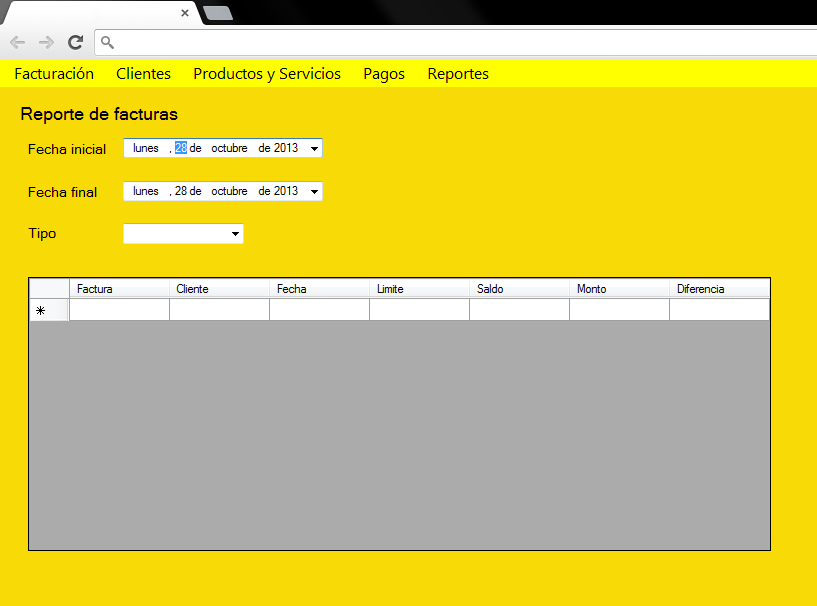 Facturación Clientes Productos y Servicios Pagos Reportes
Reporte de facturas
Fecha inicial lunes , 28 de octubre de 2013
Fecha final lunes , 28 de octubre de 2013
Tipo
Factura Cliente Fecha Limite Saldo Monto Diferencia